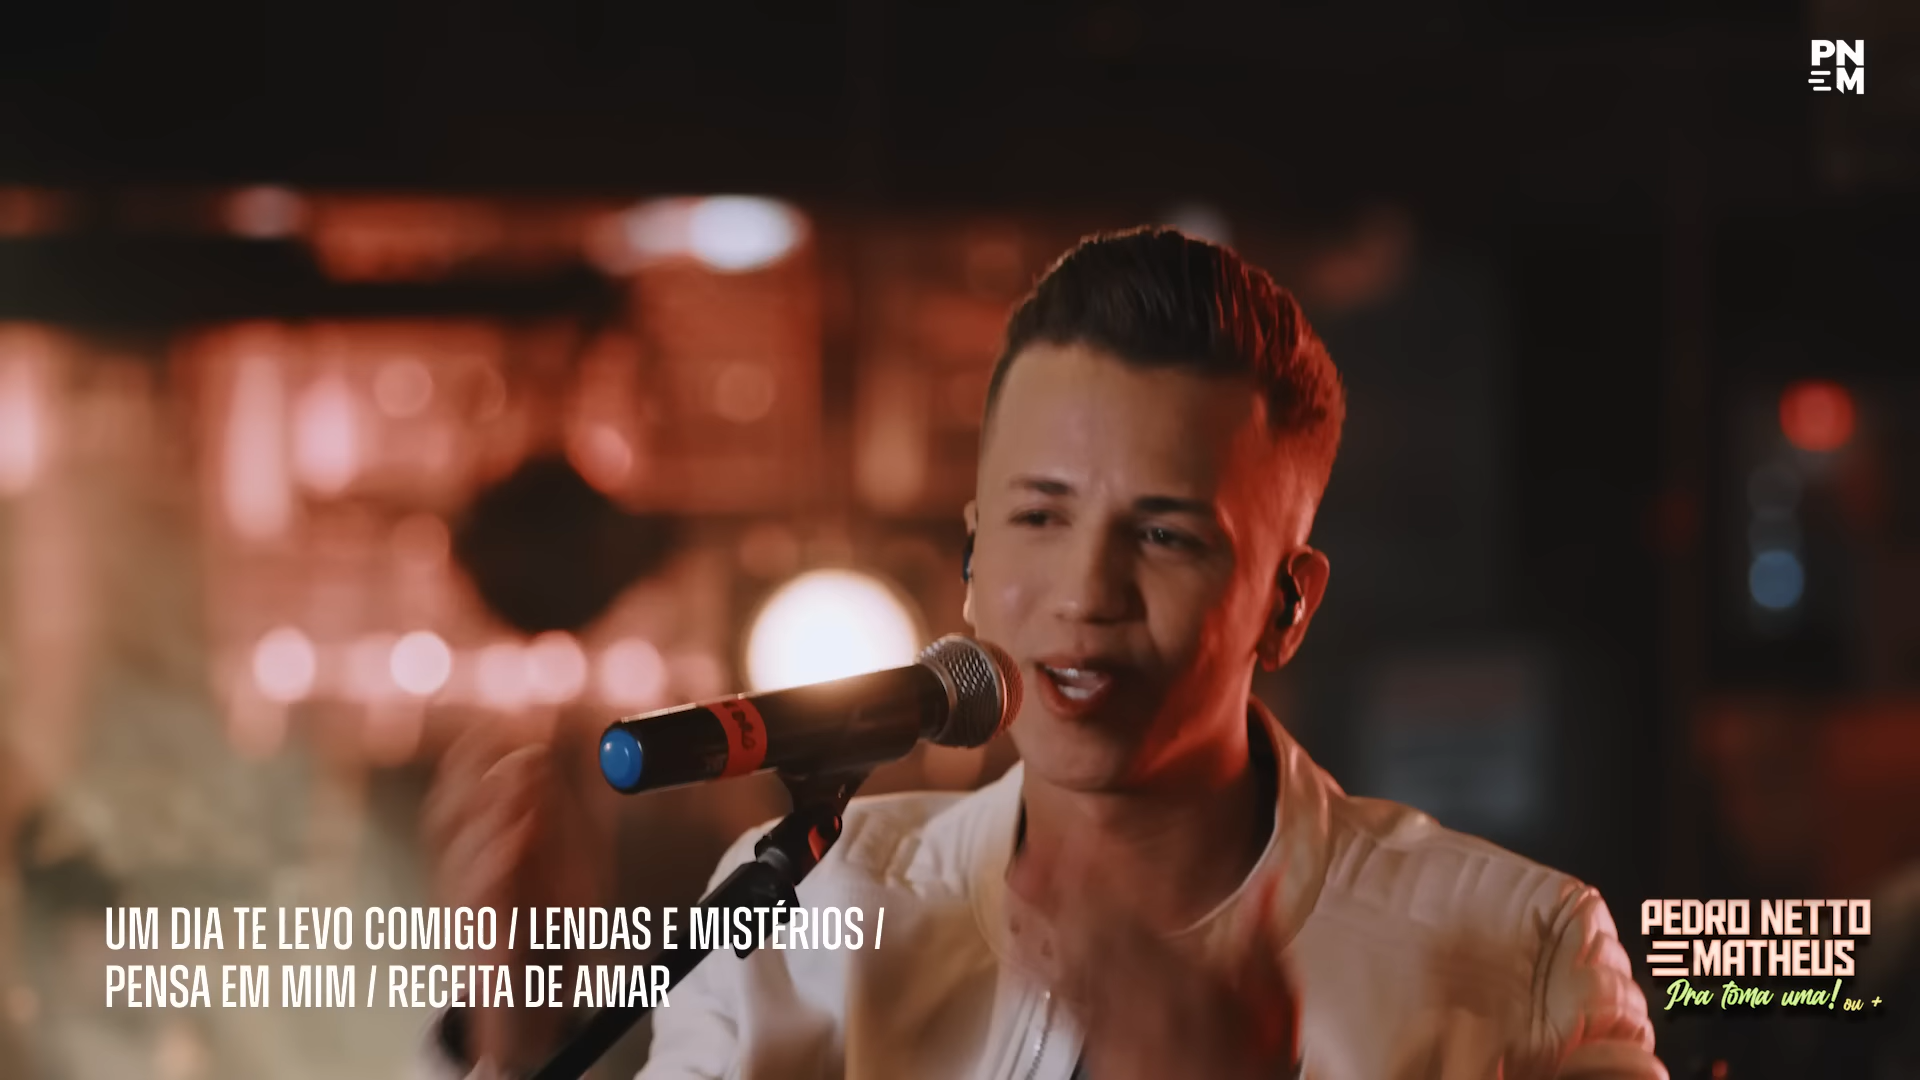 PN
EM
UM DIA TE LEVO COMIGO / LENDAS E MISTÉRIOS /
PENSA EM MIM / RECEITA DE AMAR
PEDRO NETTO
E MATHEUS
Pra toma uma! ou +